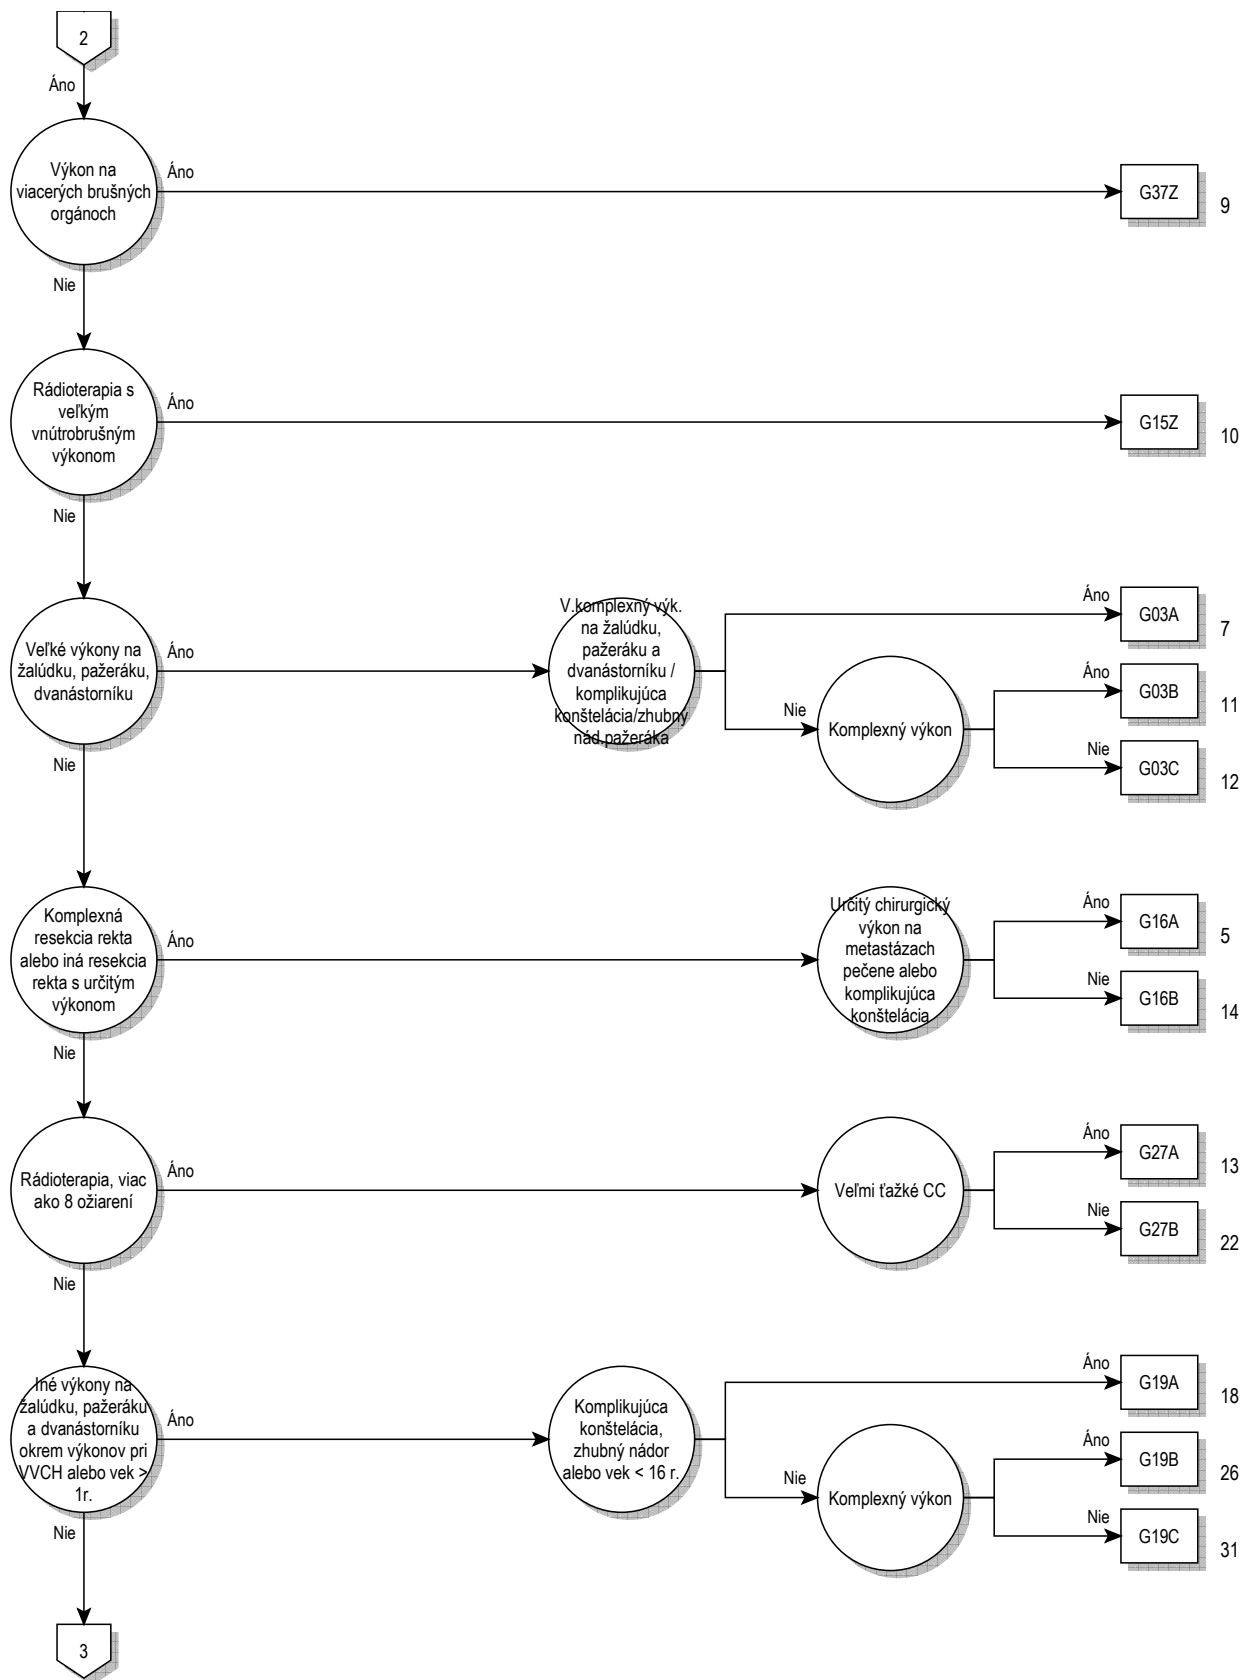 2
Áno
Výkon na
viacerých brušných
orgánoch
Áno
G37Z
9
Nie
Rádioterapia s
veľkým
vnútrobrušným
výkonom
Áno
G15Z
10
Nie
Veľké výkony na
žalúdku, pažeráku,
dvanástorníku
Áno
V.komplexný výk.
na žalúdku,
pažeráku a
dvanástorníku /
komplikujúca
konštelácia/zhubný
nád.pažeráka
Áno
G03A
7
Nie
Komplexný výkon
Áno
G03B
11
Nie
G03C
12
Nie
Komplexná
resekcia rekta
alebo iná resekcia
rekta s určitým
výkonom
Áno
Určitý chirurgický
výkon na
metastázach
pečene alebo
komplikujúca
konštelácia
Áno
G16A
5
Nie
G16B
14
Nie
Rádioterapia, viac
ako 8 ožiarení
Áno
Veľmi ťažké CC
Áno
G27A
13
Nie
G27B
22
Nie
Iné výkony na
žalúdku, pažeráku
a dvanástorníku
okrem výkonov pri
VVCH alebo vek >
1r.
Áno
Komplikujúca
konštelácia,
zhubný nádor
alebo vek < 16 r.
Áno
G19A
18
Nie
Komplexný výkon
Áno
G19B
26
Nie
G19C
31
Nie
3